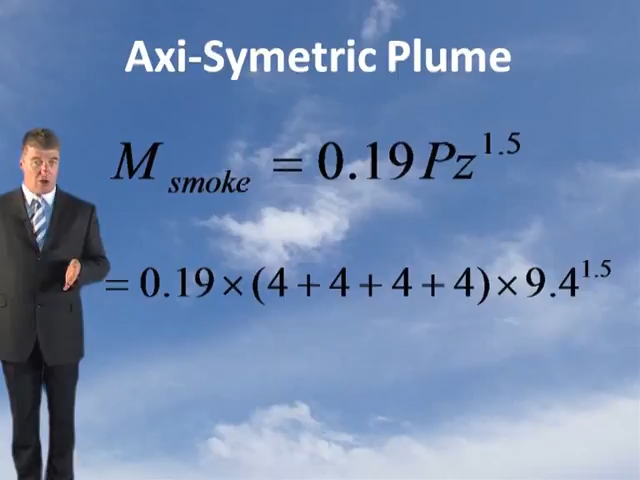 Axi-Symetric Plume
M smoke = 0.19Pz^1.5
= 0.19×(4+4+4+4)×9.4^1.5